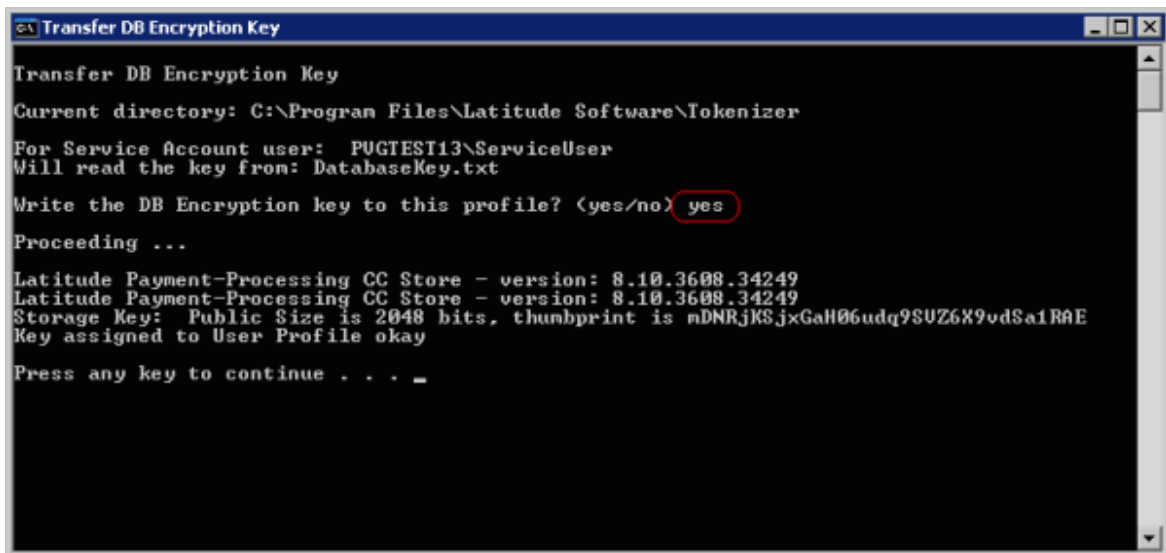 Transfer DB Encryption Key
Transfer DB Encryption Key
Current directory: C:\Program Files\Latitude Software\Tokenizer
For Service Account user:  PVGTEST13\ServiceUser
Will read the key from: DatabaseKey.txt
Write the DB Encryption key to this profile? (yes/no) yes
Proceeding ...
Latitude Payment-Processing CC Store - version: 8.10.3608.34249
Latitude Payment-Processing CC Store - version: 8.10.3608.34249
Storage Key:  Public Size is 2048 bits, thumbprint is mDNRjKSjxGaH06udq9SVZ6X9vdSa1RAE
Key assigned to User Profile okay
Press any key to continue . . .